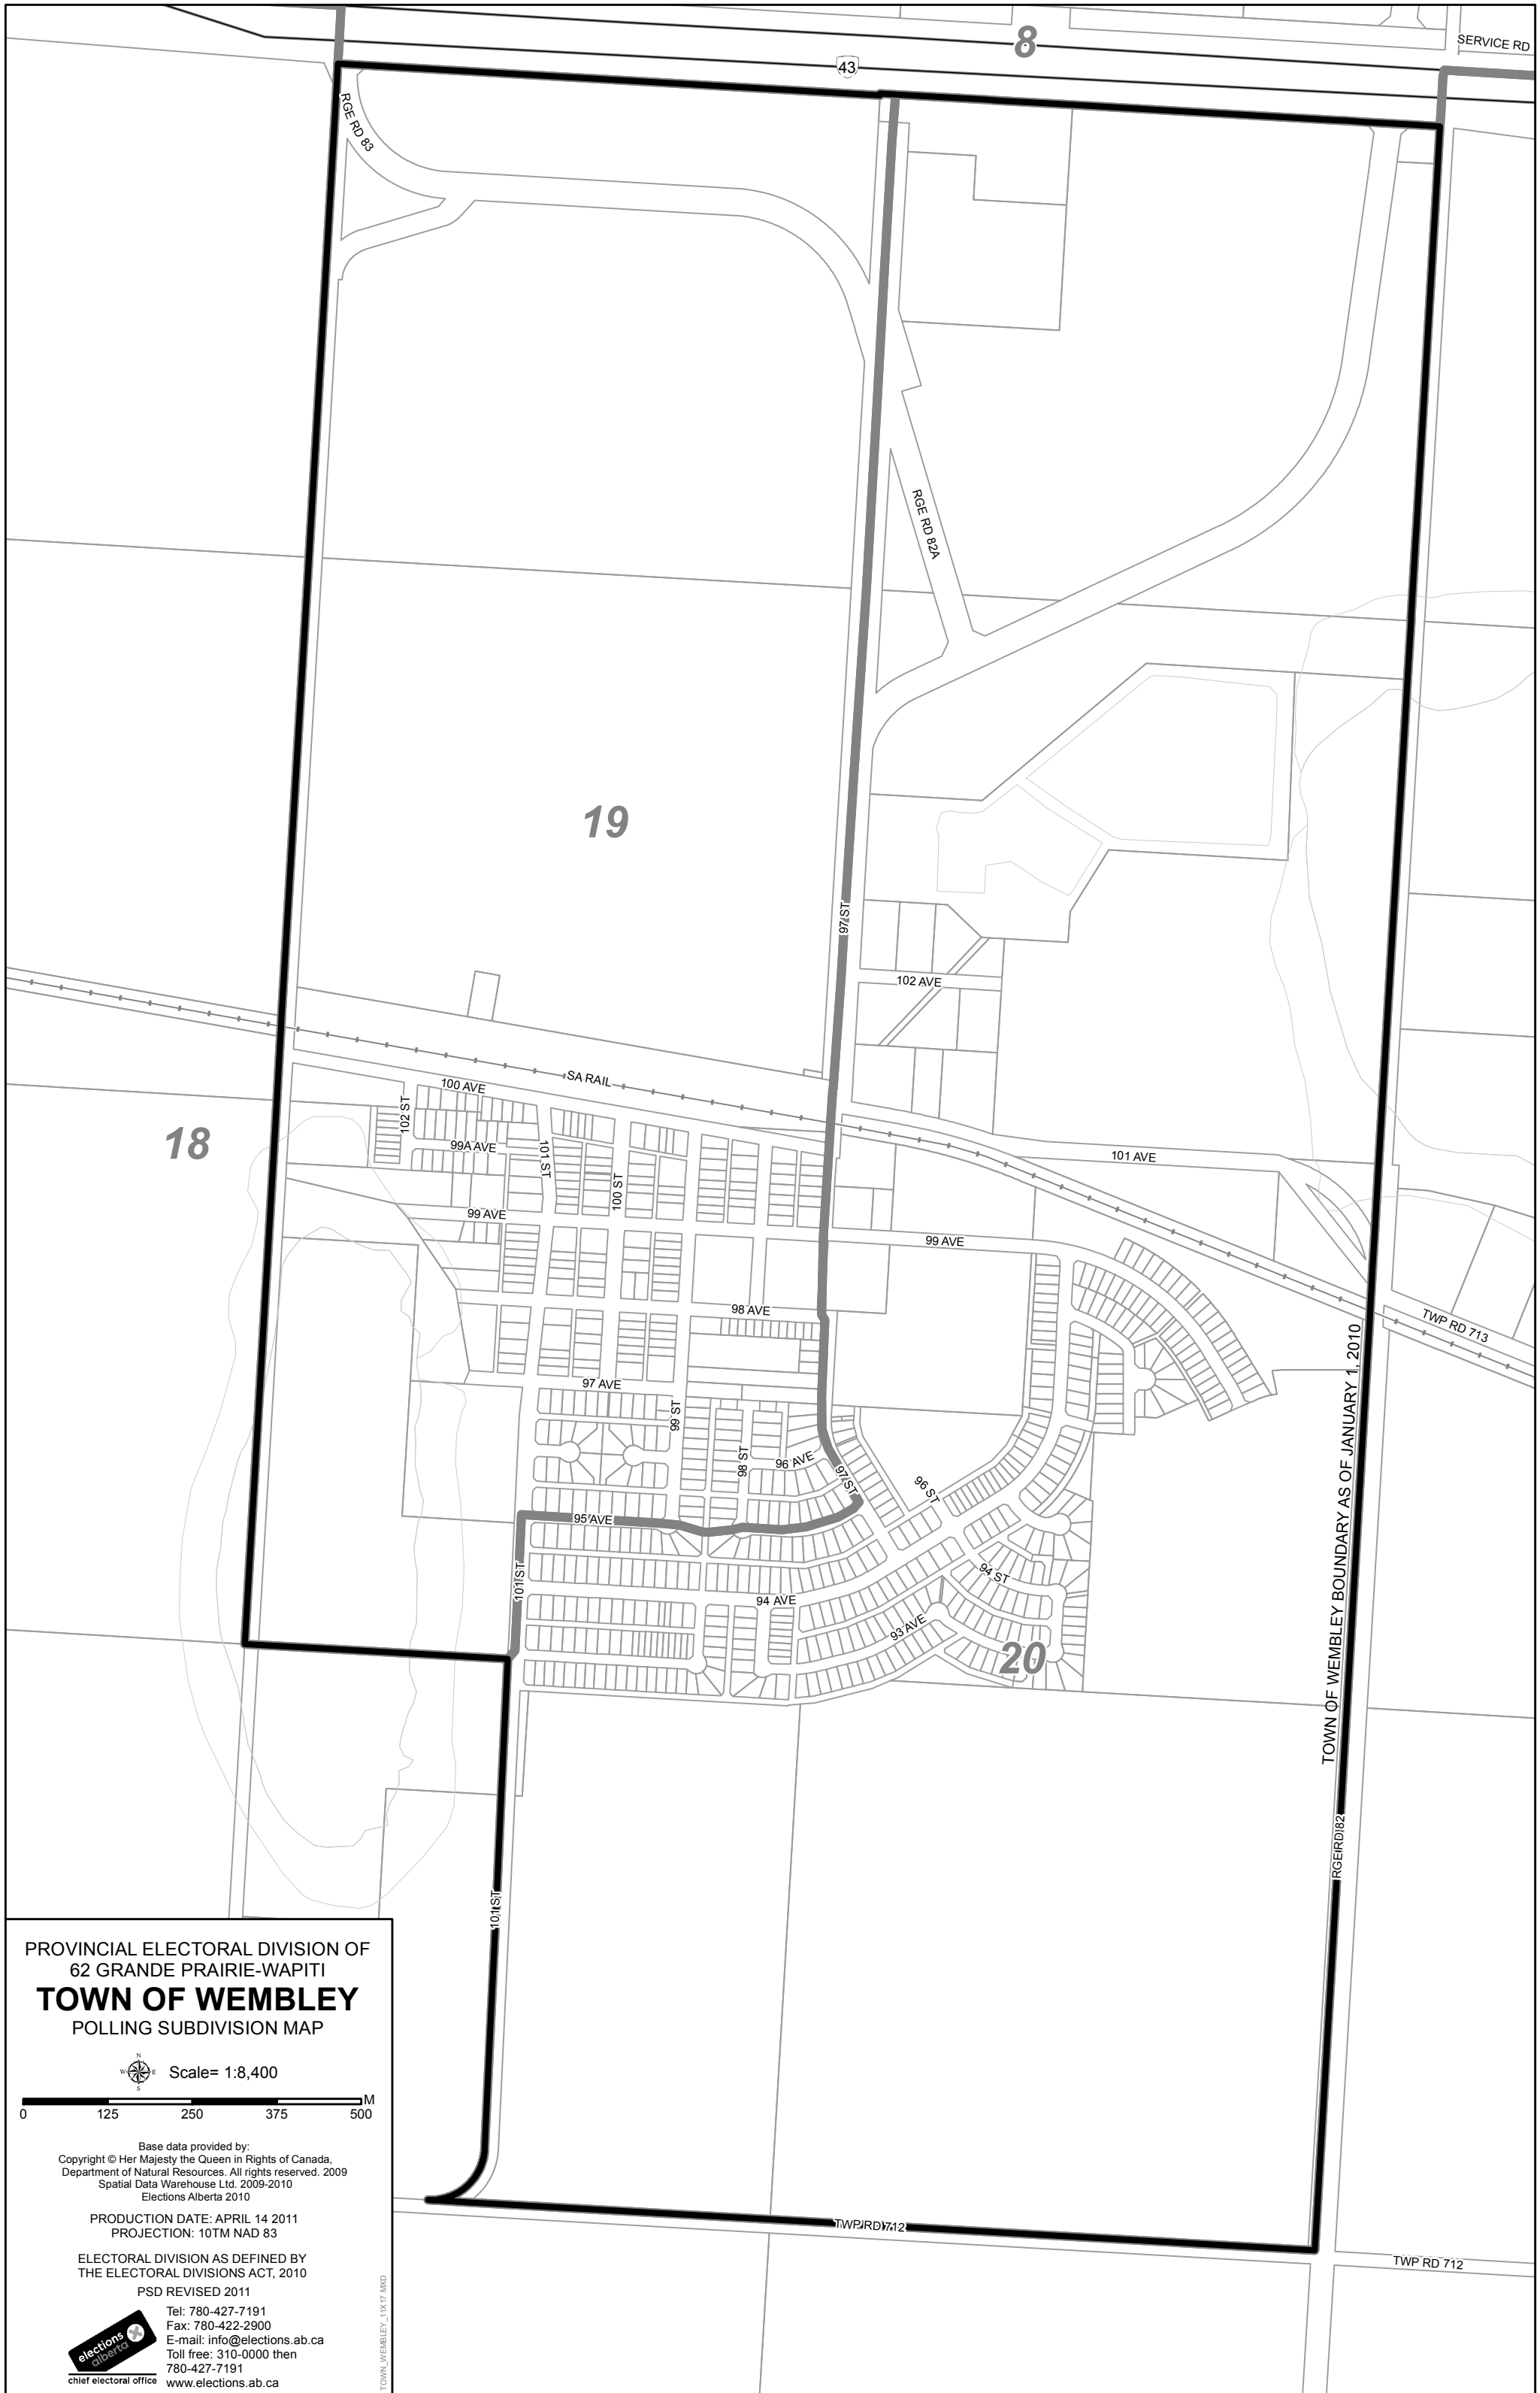 8
SERVICE RD
43
RGE RD 83
RGE RD 82A
19
97 ST
102 AVE
SA RAIL
100 AVE
102 ST
18
99A AVE
101 ST
100 ST
101 AVE
99 AVE
99 AVE
98 AVE
TWP RD 713
97 AVE
99 ST
98 ST
96 AVE
97 ST
96 ST
95 AVE
101 ST
94 ST
94 AVE
93 AVE
20
TOWN OF WEMBLEY BOUNDARY AS OF JANUARY 1, 2010
RGE RD 82
101 ST
TWP RD 712
TWP RD 712
PROVINCIAL ELECTORAL DIVISION OF
62 GRANDE PRAIRIE-WAPITI
TOWN OF WEMBLEY
POLLING SUBDIVISION MAP
N
W E
S
Scale= 1:8,400
M
0 125 250 375 500
Base data provided by:
Copyright © Her Majesty the Queen in Rights of Canada,
Department of Natural Resources. All rights reserved. 2009
Spatial Data Warehouse Ltd. 2009-2010
Elections Alberta 2010
PRODUCTION DATE: APRIL 14 2011
PROJECTION: 10TM NAD 83
ELECTORAL DIVISION AS DEFINED BY
THE ELECTORAL DIVISIONS ACT, 2010
PSD REVISED 2011
elections
alberta
chief electoral office
Tel: 780-427-7191
Fax: 780-422-2900
E-mail: info@elections.ab.ca
Toll free: 310-0000 then
780-427-7191
www.elections.ab.ca
TOWN_WEMBLEY_11X17.MXD